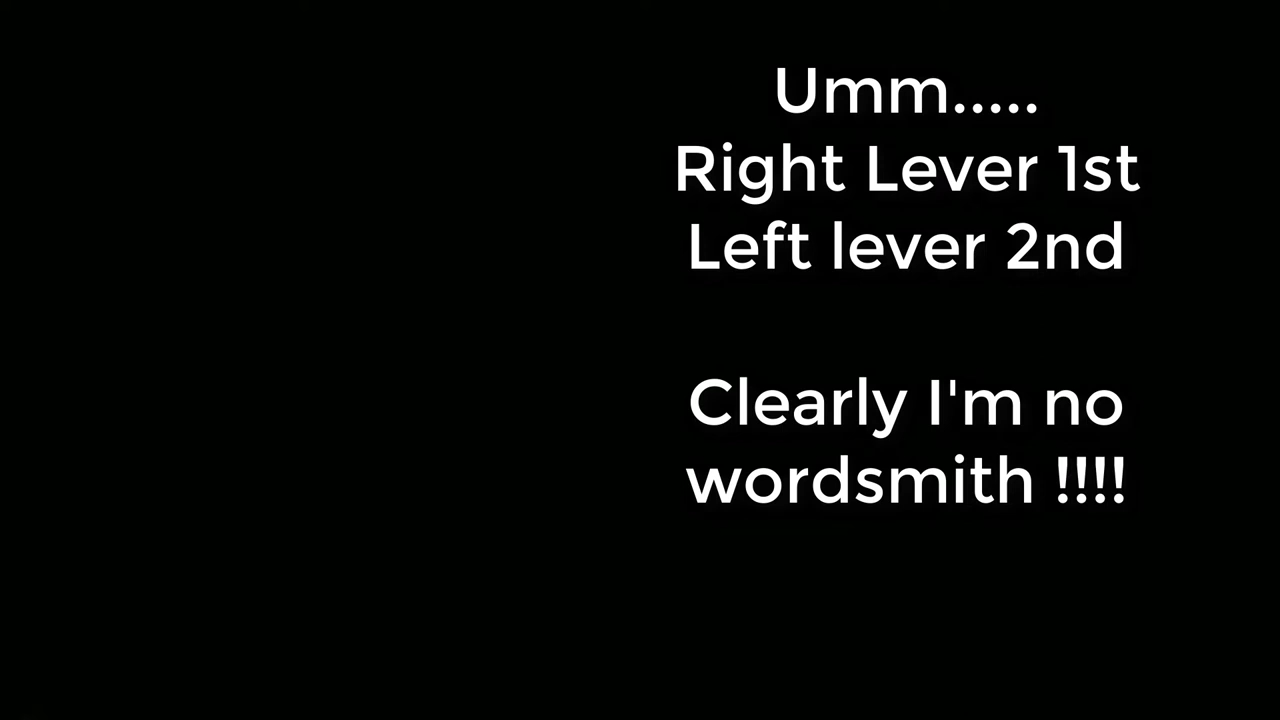 Umm.....
Right Lever 1st
Left lever 2nd
Clearly I'm no
wordsmith !!!!